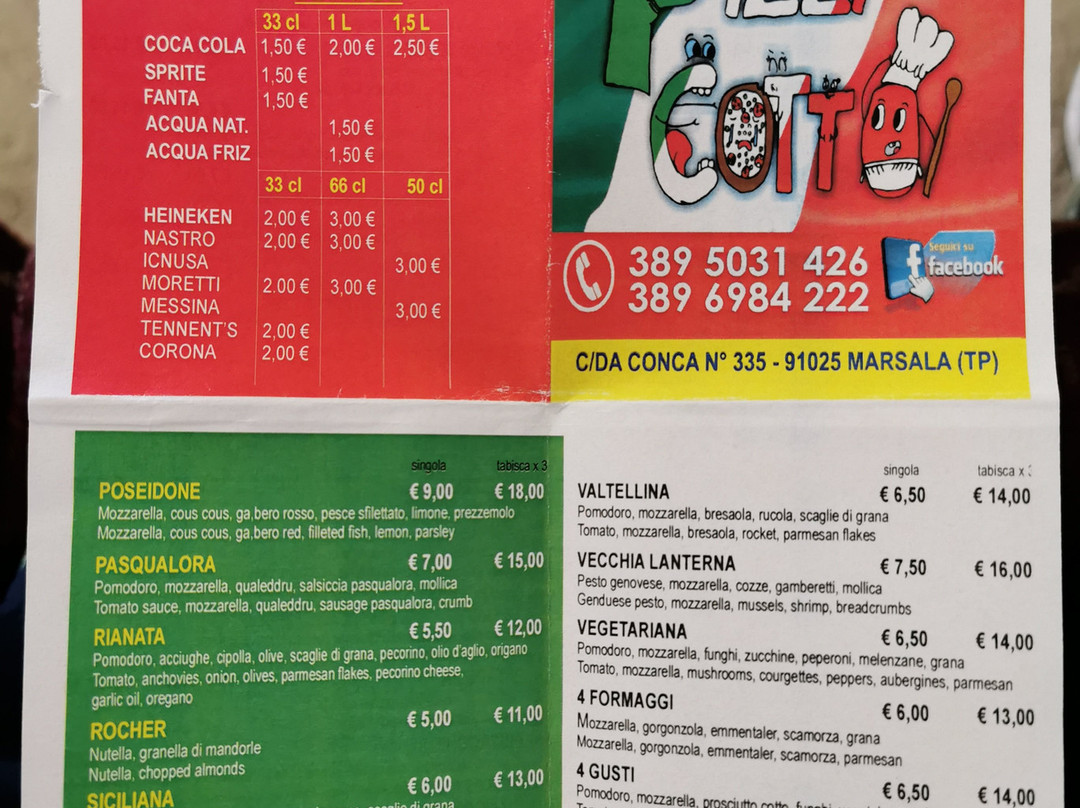 33 cl 1 L 1,5 L
COCA COLA 1,50 € 2,00 € 2,50 €
SPRITE 1,50 €
FANTA 1,50 €
ACQUA NAT. 1,50 €
ACQUA FRIZ 1,50 €
33 cl 66 cl 50 cl
HEINEKEN 2,00 € 3,00 €
NASTRO 2,00 € 3,00 €
ICNUSA 3,00 €
MORETTI 2.00 € 3,00 €
MESSINA 3,00 €
TENNENT'S 2,00 €
CORONA 2,00 €
COTTO
389 5031 426
389 6984 222
Seguici su
facebook
C/DA CONCA N° 335 - 91025 MARSALA (TP)
singola tabisca x 3
POSEIDONE € 9,00 € 18,00
Mozzarella, cous cous, ga,bero rosso, pesce sfilettato, limone, prezzemolo
Mozzarella, cous cous, ga,bero red, filleted fish, lemon, parsley
PASQUALORA € 7,00 € 15,00
Pomodoro, mozzarella, qualeddru, salsiccia pasqualora, mollica
Tomato sauce, mozzarella, qualeddru, sausage pasqualora, crumb
RIANATA € 5,50 € 12,00
Pomodoro, acciughe, cipolla, olive, scaglie di grana, pecorino, olio d'aglio, origano
Tomato, anchovies, onion, olives, parmesan flakes, pecorino cheese,
garlic oil, oregano
ROCHER € 5,00 € 11,00
Nutella, granella di mandorle
Nutella, chopped almonds
SICILIANA € 6,00 € 13,00
di grana
singola tabisca x
VALTELLINA € 6,50 € 14,00
Pomodoro, mozzarella, bresaola, rucola, scaglie di grana
Tomato, mozzarella, bresaola, rocket, parmesan flakes
VECCHIA LANTERNA € 7,50 € 16,00
Pesto genovese, mozzarella, cozze, gamberetti, mollica
Genduese pesto, mozzarella, mussels, shrimp, breadcrumbs
VEGETARIANA € 6,50 € 14,00
Pomodoro, mozzarella, funghi, zucchine, peperoni, melenzane, grana
Tomato, mozzarella, mushrooms, courgettes, peppers, aubergines, parmesan
4 FORMAGGI € 6,00 € 13,00
Mozzarella, gorgonzola, emmentaler, scamorza, grana
Mozzarella, gorgonzola, emmentaler, scamorza, parmesan
4 GUSTI € 6,50 € 14,00
Pomodoro, mozzarella, prosciutto cotto,